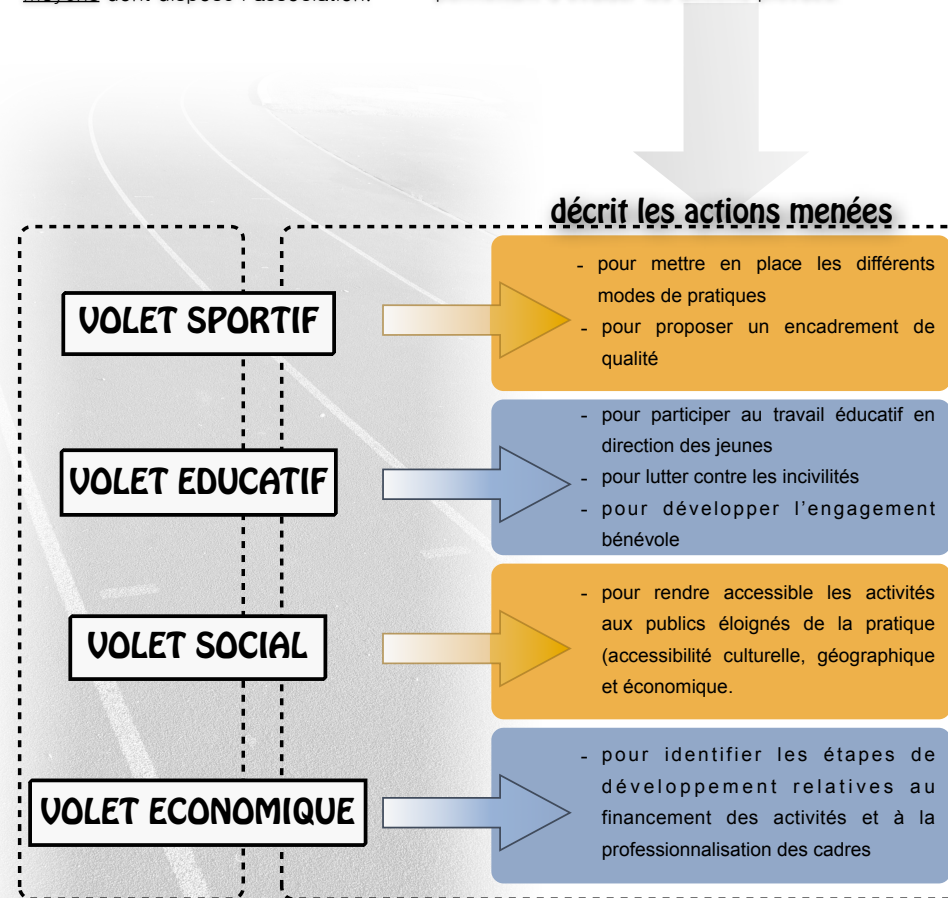 moyens dont dispose l'association.
décrit les actions menées
VOLET SPORTIF
- pour mettre en place les différents
modes de pratiques
- pour proposer un encadrement de
qualité
VOLET EDUCATIF
- pour participer au travail éducatif en
direction des jeunes
- pour lutter contre les incivilités
- pour développer l'engagement
bénévole
VOLET SOCIAL
- pour rendre accessible les activités
aux publics éloignés de la pratique
(accessibilité culturelle, géographique
et économique.
VOLET ECONOMIQUE
- pour identifier les étapes de
développement relatives au
financement des activités et à la
professionnalisation des cadres